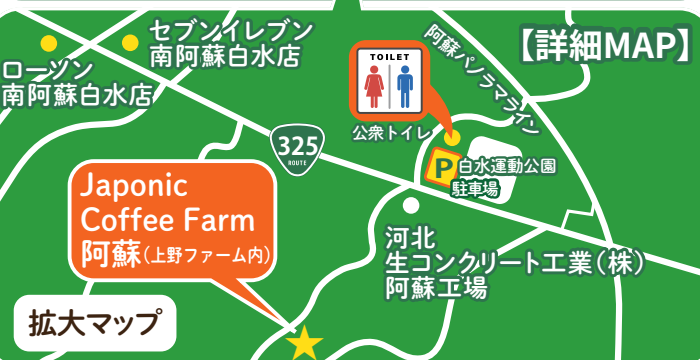 セブンイレブン
南阿蘇白水店
【詳細MAP】
ローソン
南阿蘇白水店
阿蘇パノラマライン
TOILET
公衆トイレ
325
ROUTE
P
白水運動公園
駐車場
Japonic
Coffee Farm
阿蘇(上野ファーム内)
河北
生コンクリート工業(株)
阿蘇工場
拡大マップ